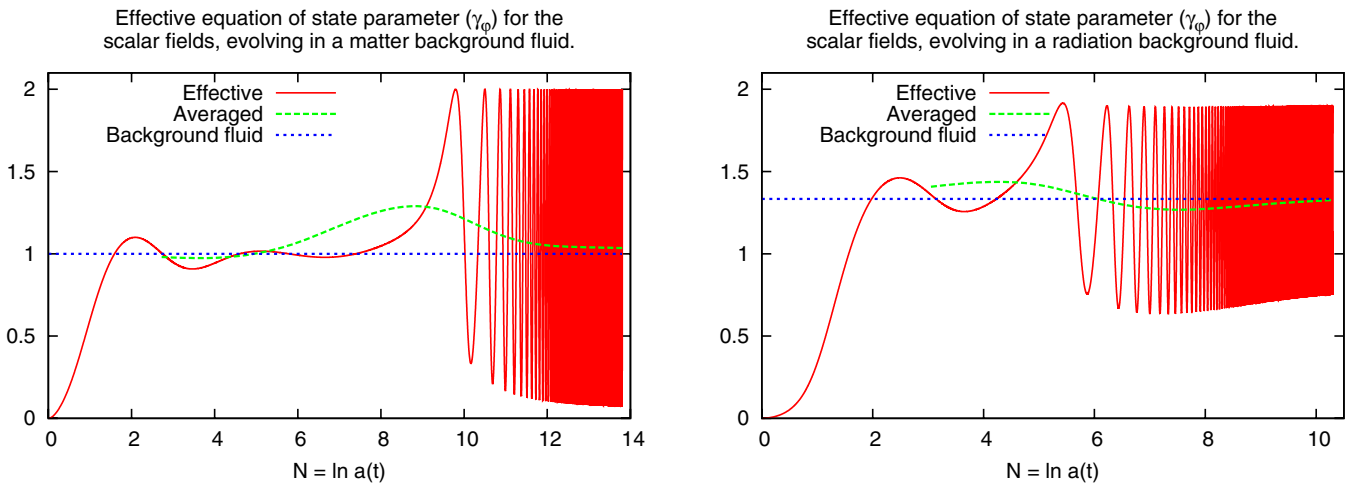 Effective equation of state parameter (γφ) for the
scalar fields, evolving in a matter background fluid.
2
1.5
1
0.5
0
Effective
Averaged
Background fluid
0 2 4 6 8 10 12 14
N = ln a(t)
Effective equation of state parameter (γφ) for the
scalar fields, evolving in a radiation background fluid.
2
1.5
1
0.5
0
Effective
Averaged
Background fluid
0 2 4 6 8 10
N = ln a(t)